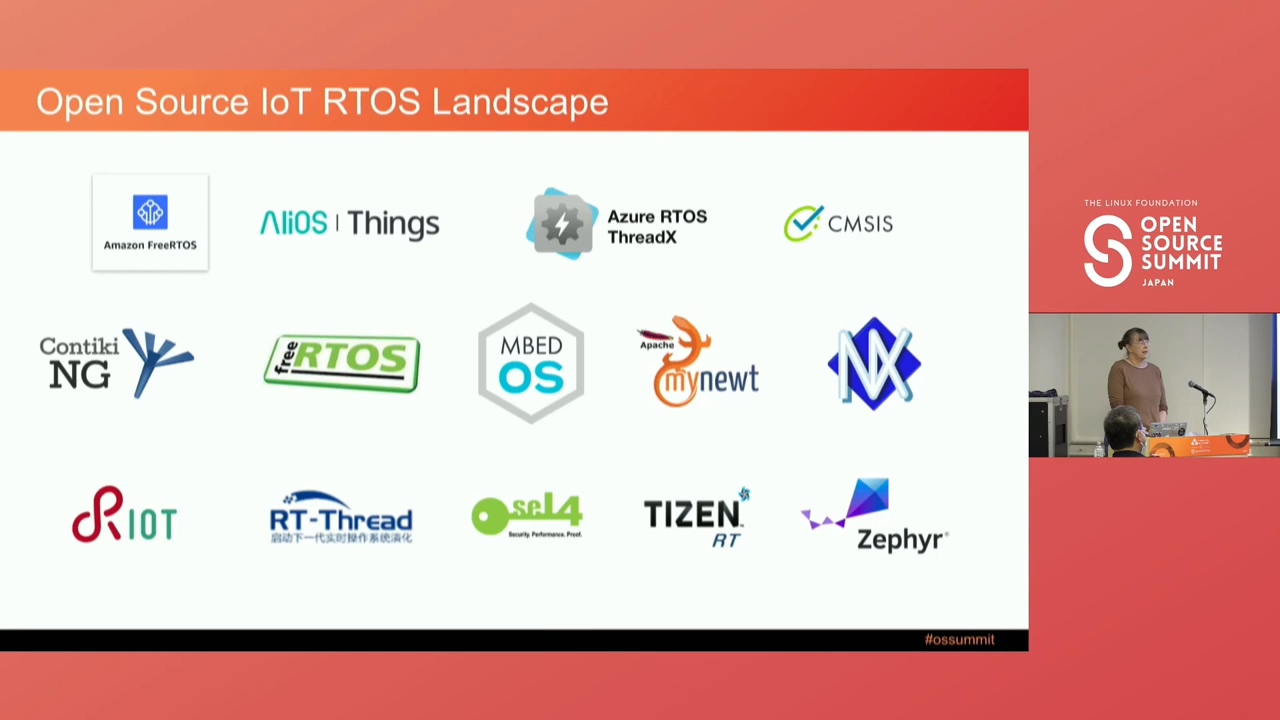 Open Source IoT RTOS Landscape
Amazon FreeRTOS
AliOS | Things
Azure RTOS
ThreadX
CMSIS
Contiki
NG
freeRTOS
MBED
OS
Apache
mynewt
NX
RIOT
RT-Thread
启动下一代实时操作系统演化
seL4
Security. Performance. Proof.
TIZEN™
RT
Zephyr®
#ossummit
THE LINUX FOUNDATION
OPEN
SOURCE
SUMMIT
JAPAN